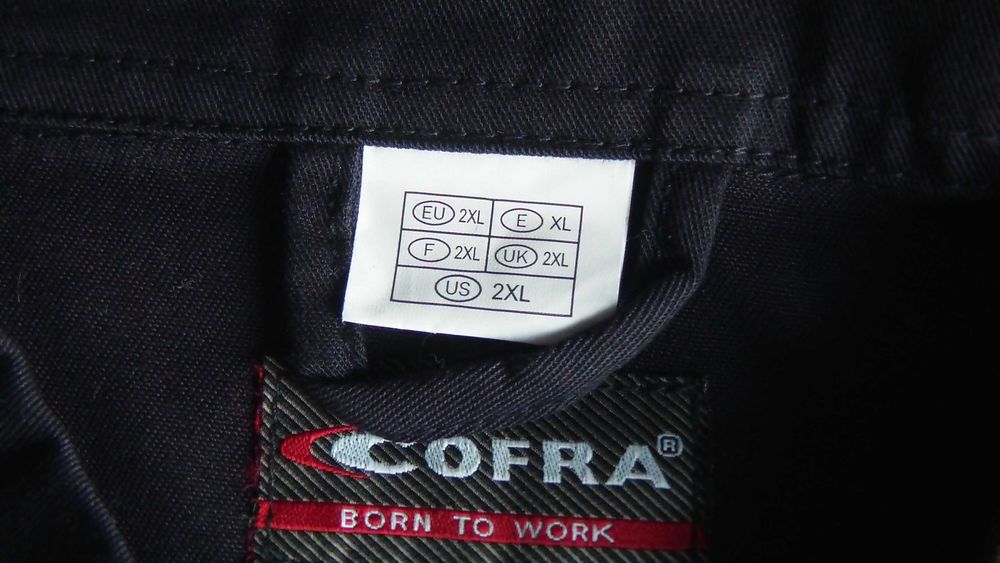 EU 2XL E XL
F 2XL UK 2XL
US 2XL
COFRA®
BORN TO WORK